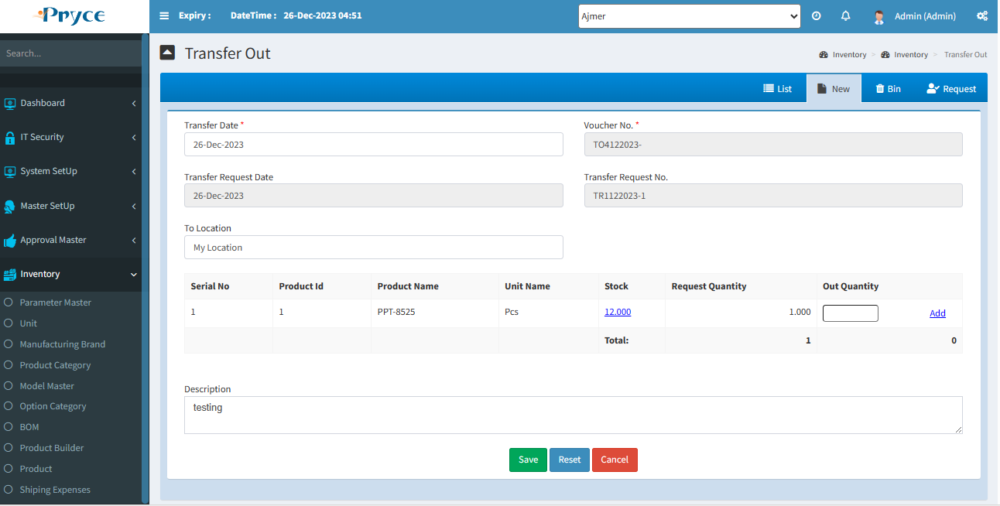 Pryce
Expiry : DateTime : 26-Dec-2023 04:51 Ajmer Admin (Admin)
Search...
Transfer Out
Inventory > Inventory > Transfer Out
List New Bin Request
Dashboard
IT Security
System SetUp
Master SetUp
Approval Master
Inventory
Parameter Master
Unit
Manufacturing Brand
Product Category
Model Master
Option Category
BOM
Product Builder
Product
Shiping Expenses
Transfer Date * Voucher No. *
26-Dec-2023 TO4122023-
Transfer Request Date Transfer Request No.
26-Dec-2023 TR1122023-1
To Location
My Location
Serial No Product Id Product Name Unit Name Stock Request Quantity Out Quantity
1 1 PPT-8525 Pcs 12.000 1.000 Add
Total: 1 0
Description
testing
Save Reset Cancel